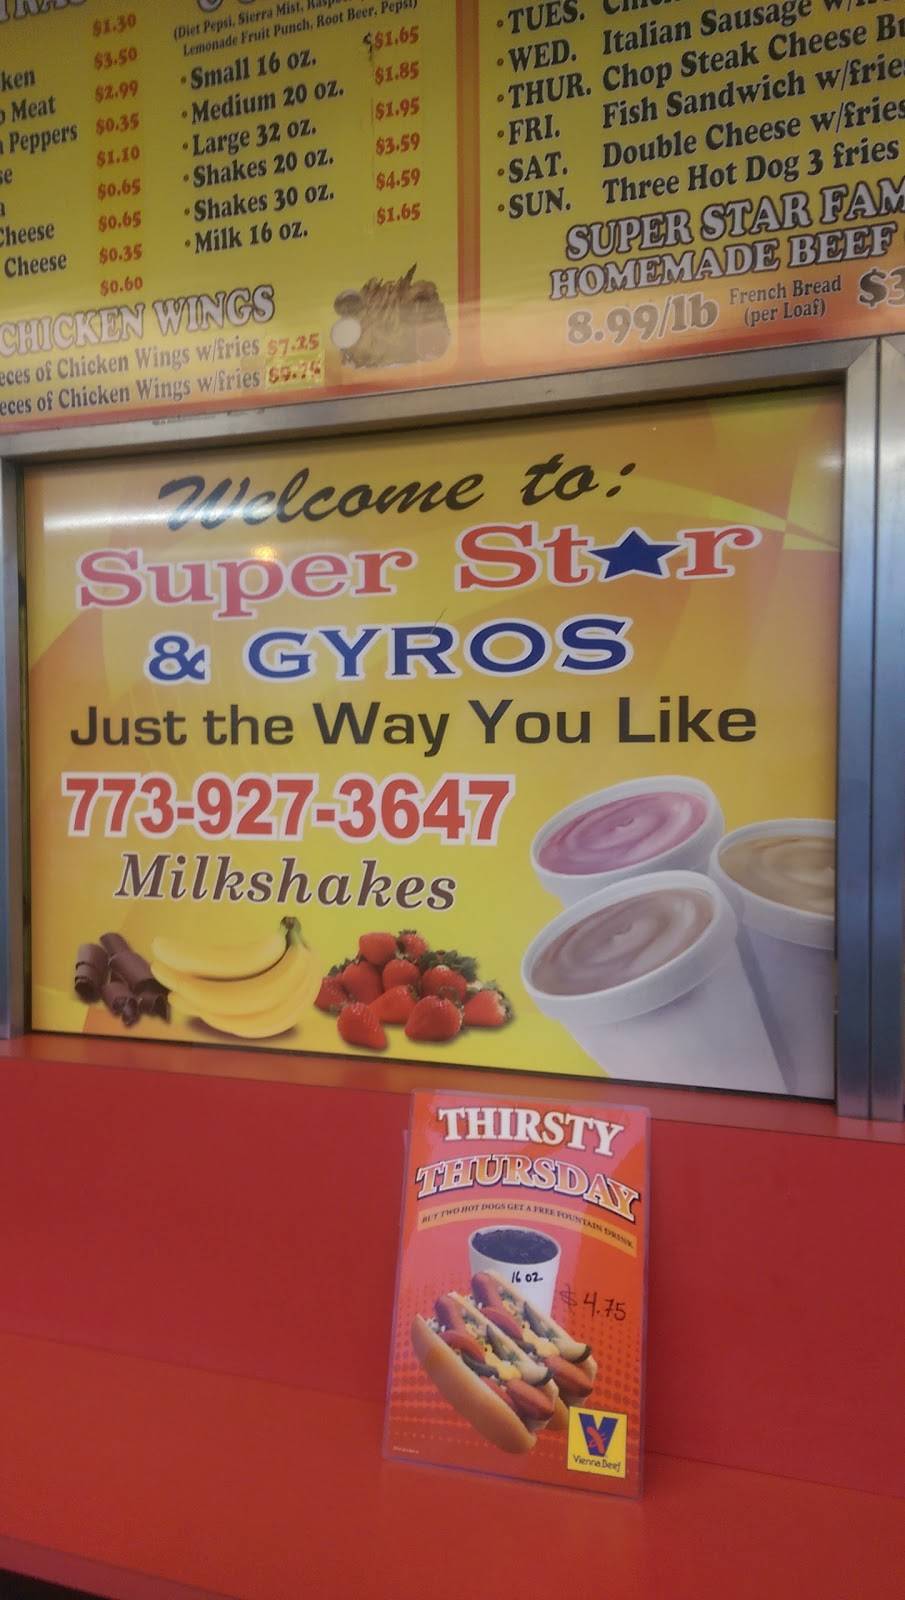 $1.30
ken $3.50
Meat $2.99
Peppers $0.35
$1.10
$0.65
Cheese $0.65
Cheese $0.35
$0.60
CHICKEN WINGS
eces of Chicken Wings w/fries $7.25
eces of Chicken Wings w/fries
(Diet Pepsi, Sierra Mist,
Lemonade Fruit Punch, Root Beer, Pepsi)
•Small 16 oz. $1.65
•Medium 20 oz. $1.85
•Large 32 oz. $1.95
•Shakes 20 oz. $3.59
•Shakes 30 oz. $4.59
•Milk 16 oz. $1.65
•TUES.
•WED. Italian Sausage
•THUR. Chop Steak Cheese
•FRI. Fish Sandwich w/frie
•SAT. Double Cheese w/fries
•SUN. Three Hot Dog 3 fries
SUPER STAR FAM
HOMEMADE BEEF
8.99/lb French Bread
(per Loaf) $3
Welcome to:
Super Star
& GYROS
Just the Way You Like
773-927-3647
Milkshakes
THIRSTY
THURSDAY
BUY TWO HOT DOGS GET A FREE FOUNTAIN DRINK
16 oz
$4.75
Vienna Beef